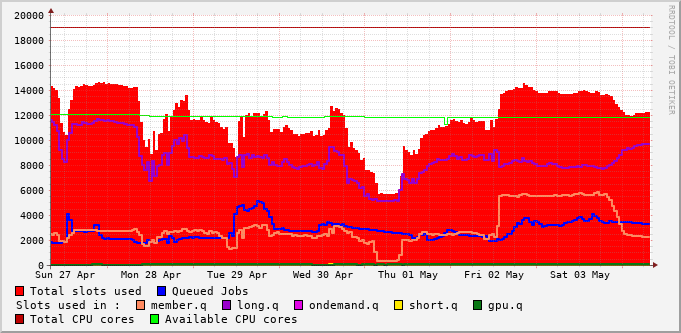 20000
18000
16000
14000
12000
10000
8000
6000
4000
2000
0
Sun 27 Apr Mon 28 Apr Tue 29 Apr Wed 30 Apr Thu 01 May Fri 02 May Sat 03 May
Total slots used Queued Jobs
Slots used in : member.q long.q ondemand.q short.q gpu.q
Total CPU cores Available CPU cores
RRDTOOL / TOBI OETIKER